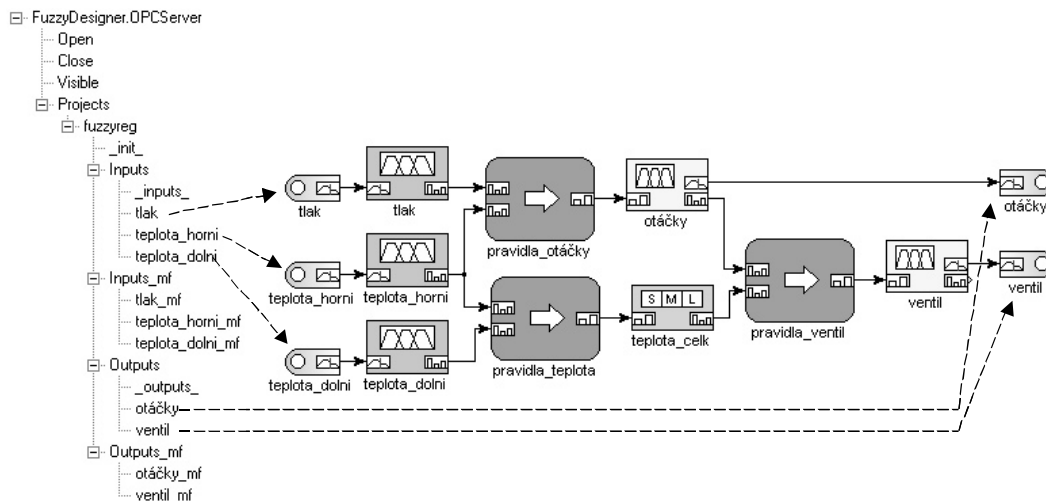 FuzzyDesigner.OPCServer
Open
Close
Visible
Projects
fuzzyreg
_init_
Inputs
_inputs_
tlak
teplota_horni
teplota_dolni
Inputs_mf
tlak_mf
teplota_horni_mf
teplota_dolni_mf
Outputs
_outputs_
otáčky
ventil
Outputs_mf
otáčky_mf
ventil_mf
tlak
tlak
pravidla_otáčky
otáčky
otáčky
teplota_horni
teplota_horni
S M L
pravidla_ventil
ventil
ventil
teplota_dolni
teplota_dolni
pravidla_teplota
teplota_celk